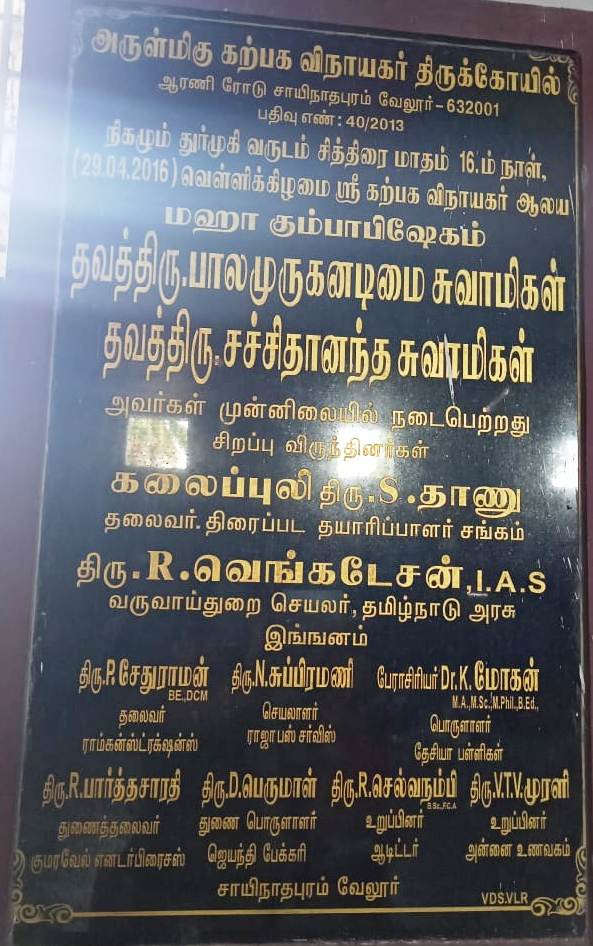 அருள்மிகு கற்பக விநாயகர் திருக்கோயில்
ஆரணி ரோடு சாயிநாதபுரம் வேலூர்-632001
பதிவு எண் : 40/2013
நிகழும் துர்முகி வருடம் சித்திரை மாதம் 16.ம் நாள்,
(29.04.2016) வெள்ளிக்கிழமை ஸ்ரீ கற்பக விநாயகர் ஆலய
மஹா கும்பாபிஷேகம்
தவத்திரு.பாலமுருகனடிமை சுவாமிகள்
தவத்திரு.சச்சிதானந்த சுவாமிகள்
அவர்கள் முன்னிலையில் நடைபெற்றது
சிறப்பு விருந்தினர்கள்
கலைப்புலி திரு.S.தாணு
தலைவர். திரைப்பட தயாரிப்பாளர் சங்கம்
திரு.R.வெங்கடேசன்,I.A.S
வருவாய்துறை செயலர், தமிழ்நாடு அரசு
இங்ஙனம்
திரு.P.சேதுராமன் திரு.N.சுப்பிரமணி பேராசிரியர் Dr.K.மோகன்
BE.,DCM M.A.,M.Sc.,M.Phil.,B.Ed.,
தலைவர் செயலாளர் பொருளாளர்
ராம்கன்ஸ்ட்ரக்ஷன்ஸ் ராஜா பஸ் சர்விஸ் தேசியா பள்ளிகள்
திரு.R.பார்த்தசாரதி திரு.D.பெருமாள் திரு.R.செல்வநம்பி திரு.V.T.V.முரளி
B.Sc.,F.C.A
துணைத்தலைவர் துணை பொருளாளர் உறுப்பினர் உறுப்பினர்
குமரவேல் எனடர்பிரைசஸ் ஜெயந்தி பேக்கரி ஆடிட்டர் அன்னை உணவகம்
சாயிநாதபுரம் வேலூர்
VDS.VLR